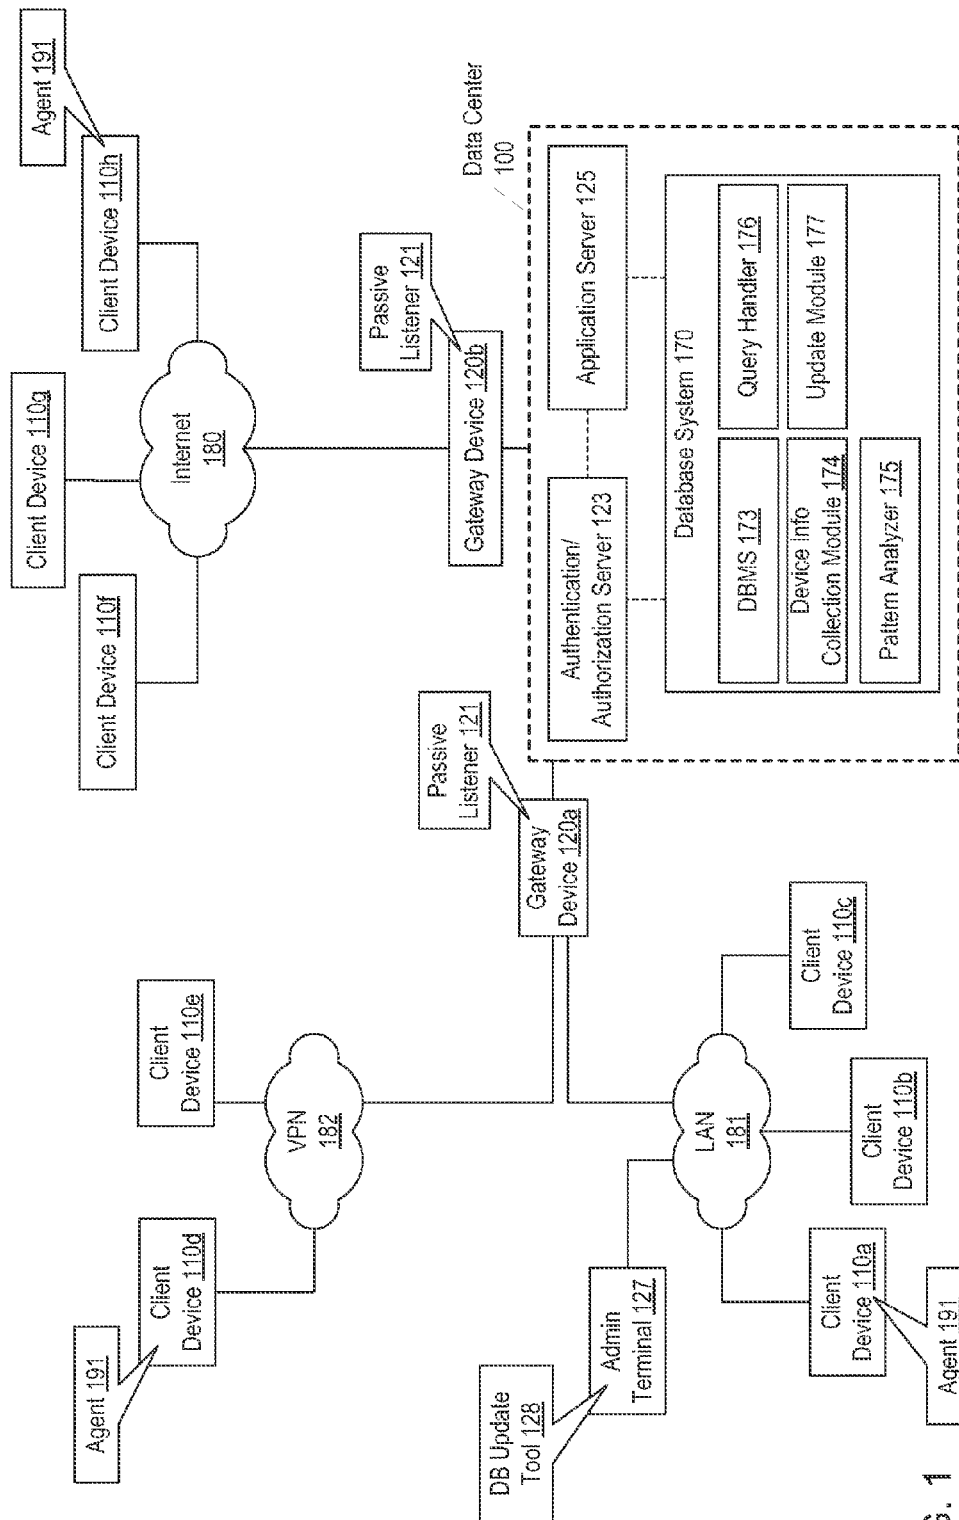 Client Device 110g
Agent 191
Client Device 110f
Client Device 110h
Agent 191
Client
Device 110d
Client
Device 110e
Internet
180
VPN
182
Passive
Listener 121
Gateway Device 120b
Data Center
100
Passive
Listener 121
DB Update
Tool 128
Gateway
Device 120a
Authentication/
Authorization Server 123
Application Server 125
Admin
Terminal 127
LAN
181
Database System 170
DBMS 173
Query Handler 176
Device Info
Collection Module 174
Update Module 177
Pattern Analyzer 175
Client
Device 110a
Client
Device 110b
Client
Device 110c
Agent 191
G. 1